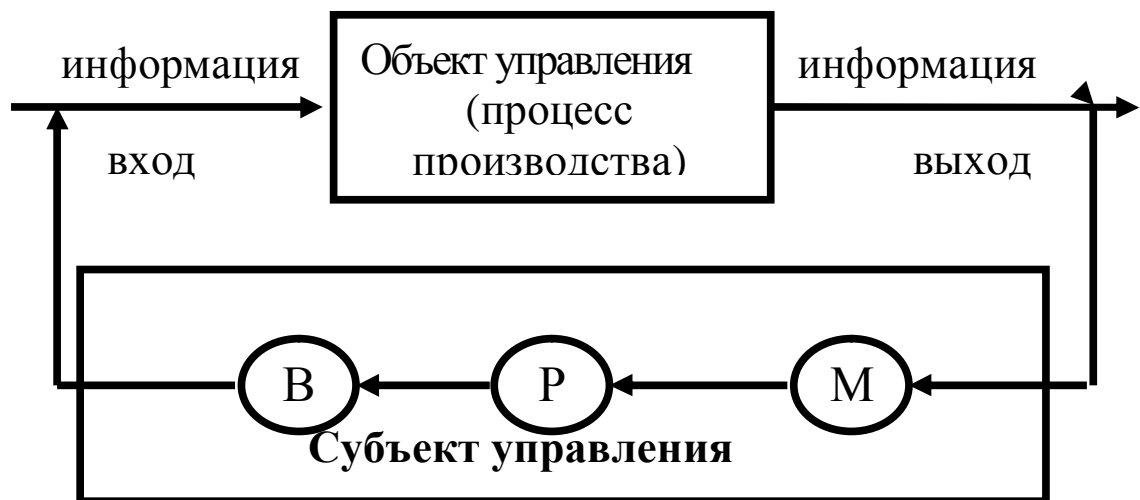 информация
Объект управления
(процесс
производства)
информация
вход
выход
В
Р
М
Субъект управления